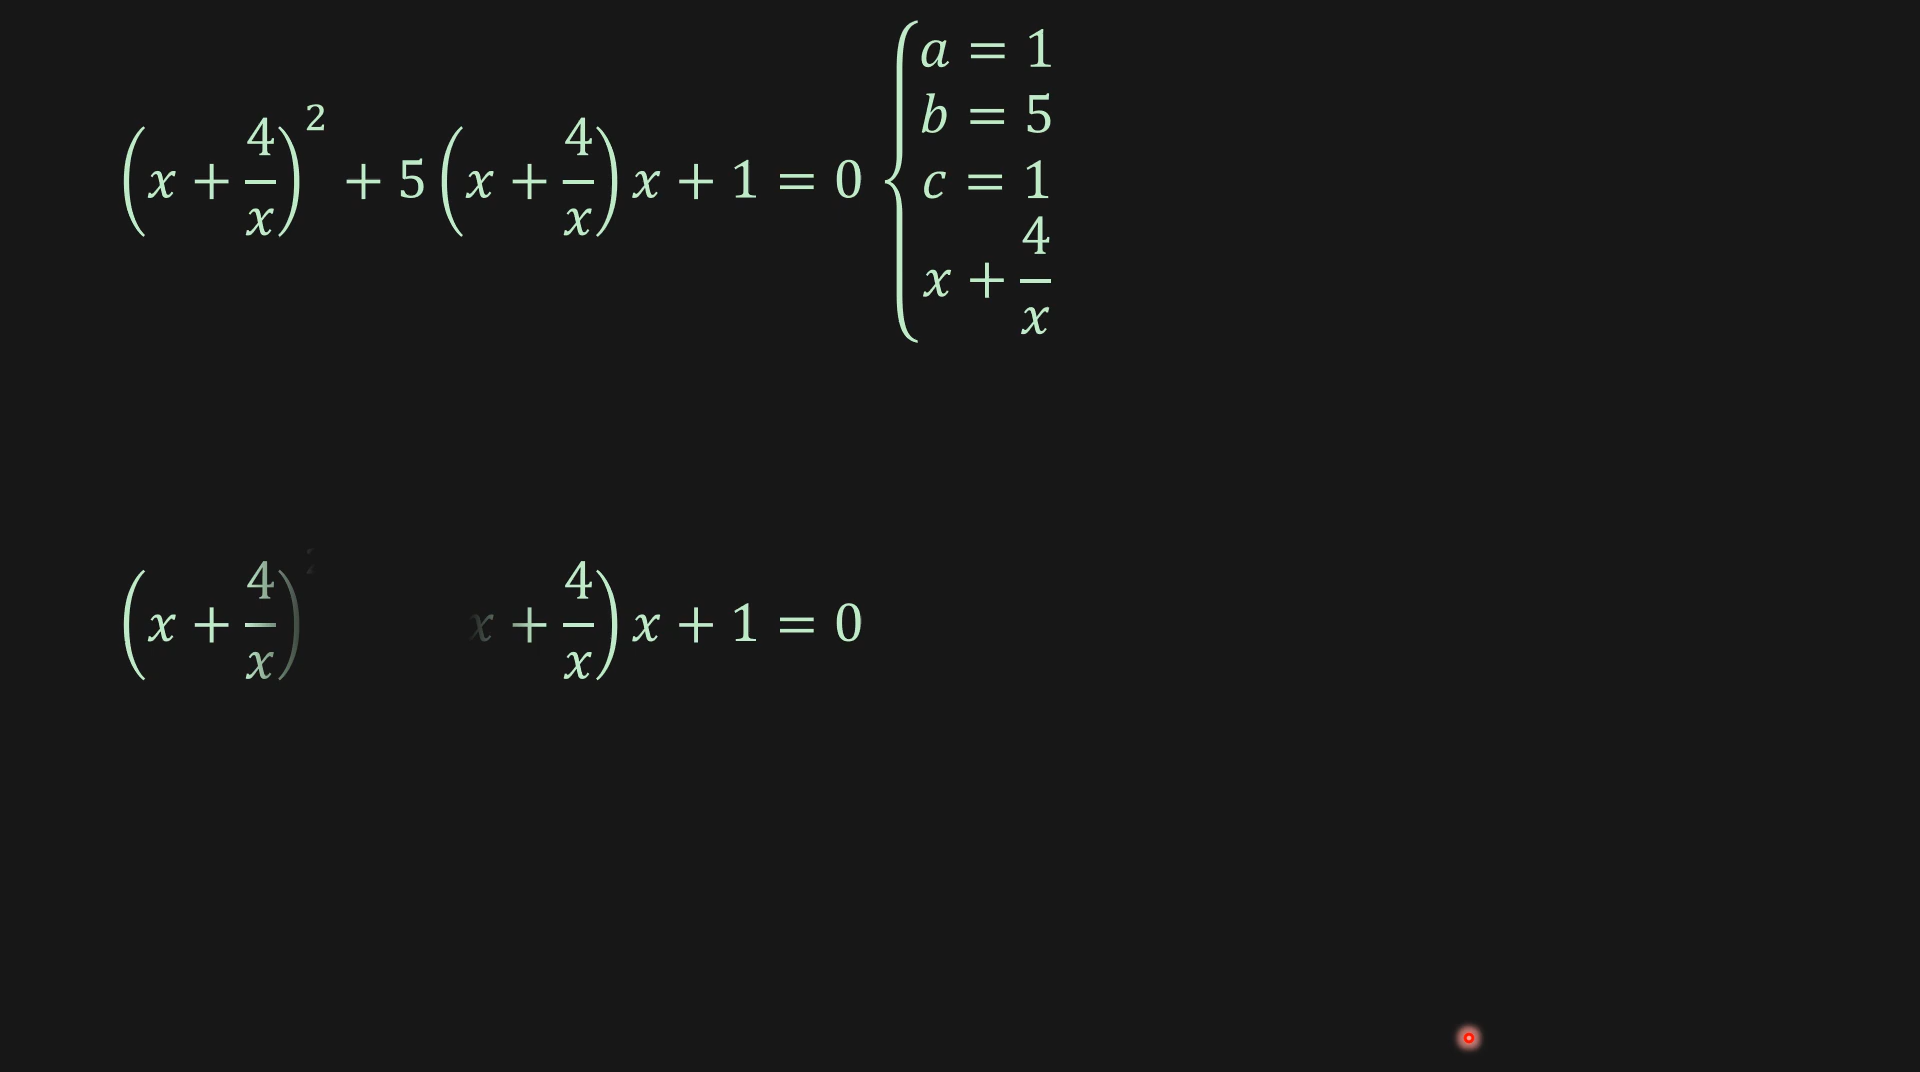 (x + 4/x)² + 5(x + 4/x)x + 1 = 0
a = 1
b = 5
c = 1
x + 4/x
(x + 4/x) x + 4/x)x + 1 = 0